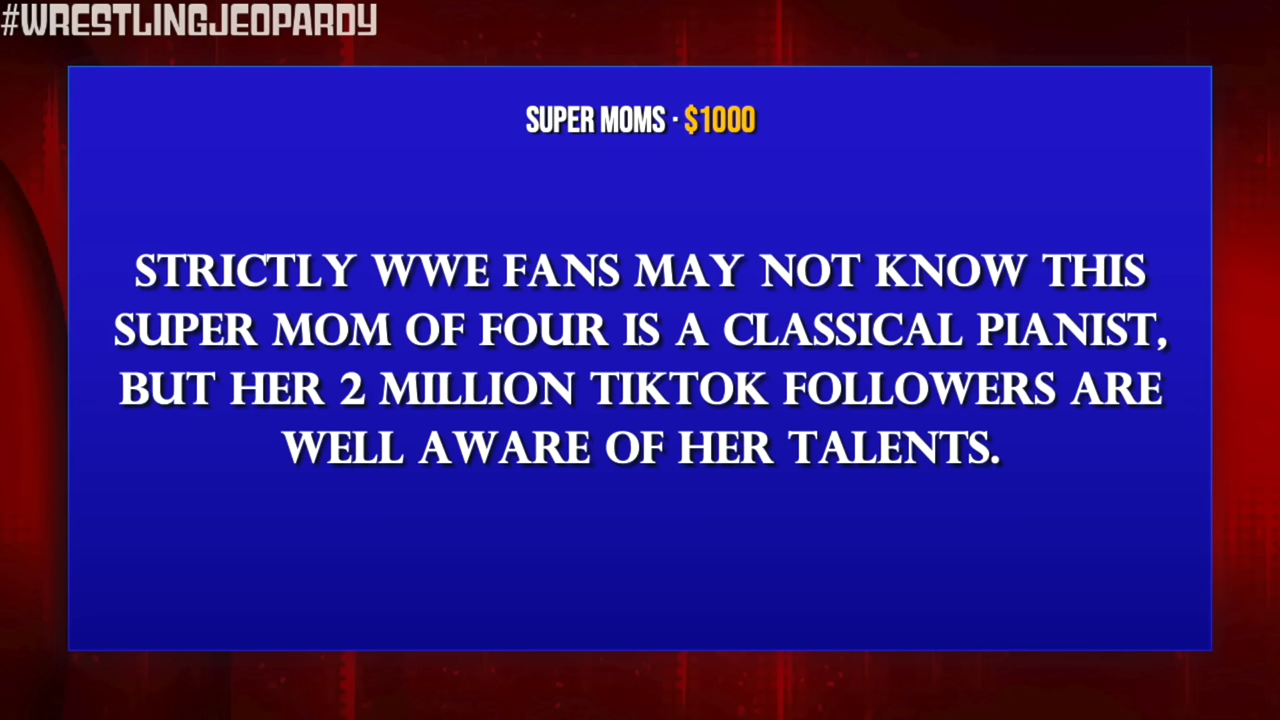 #WRESTLINGJEOPARDY
SUPER MOMS · $1000
STRICTLY WWE FANS MAY NOT KNOW THIS
SUPER MOM OF FOUR IS A CLASSICAL PIANIST,
BUT HER 2 MILLION TIKTOK FOLLOWERS ARE
WELL AWARE OF HER TALENTS.